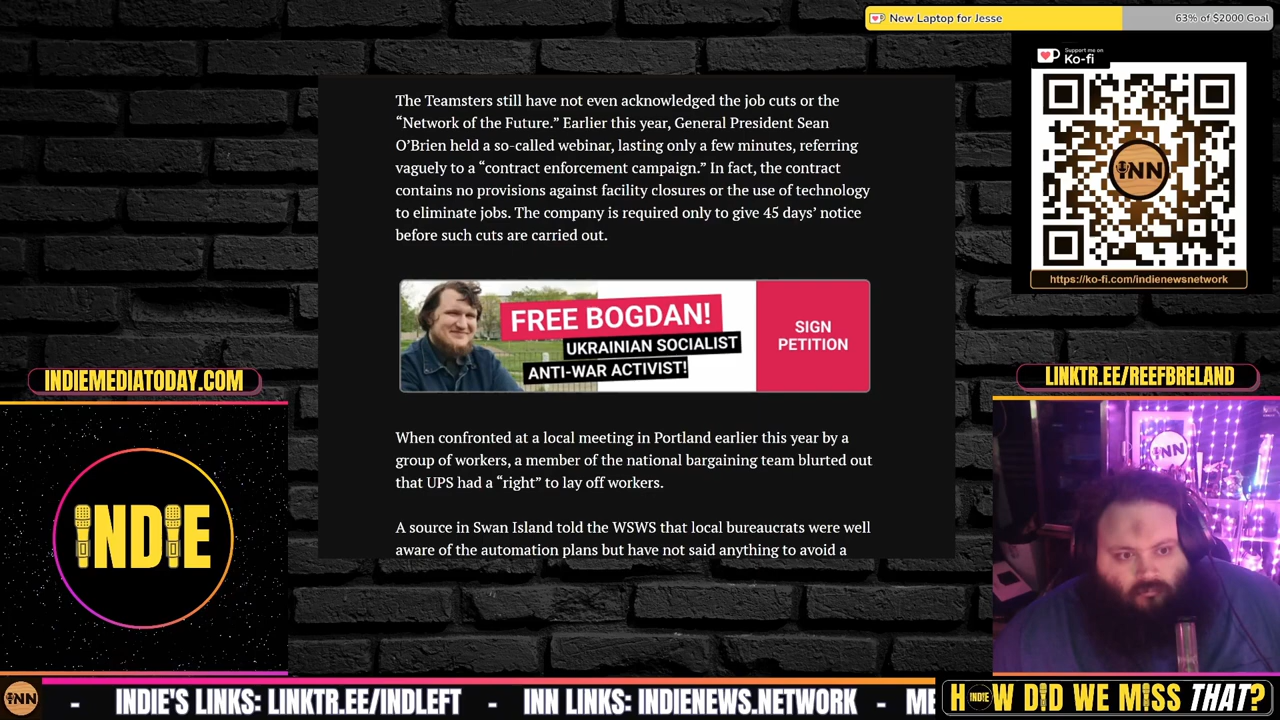 New Laptop for Jesse
63% of $2000 Goal
Support me on
Ko-fi
The Teamsters still have not even acknowledged the job cuts or the
“Network of the Future.” Earlier this year, General President Sean
O’Brien held a so-called webinar, lasting only a few minutes, referring
vaguely to a “contract enforcement campaign.” In fact, the contract
contains no provisions against facility closures or the use of technology
to eliminate jobs. The company is required only to give 45 days’ notice
before such cuts are carried out.
INN
https://ko-fi.com/indienewsnetwork
FREE BOGDAN!
UKRAINIAN SOCIALIST
ANTI-WAR ACTIVIST!
SIGN
PETITION
INDIEMEDIATODAY.COM
LINKTR.EE/REEFBRELAND
When confronted at a local meeting in Portland earlier this year by a
group of workers, a member of the national bargaining team blurted out
that UPS had a “right” to lay off workers.
A source in Swan Island told the WSWS that local bureaucrats were well
aware of the automation plans but have not said anything to avoid a
INDIE
INN
INN
- INDIE'S LINKS: LINKTR.EE/INDLEFT - INN LINKS: INDIENEWS.NETWORK - ME
HOW DID WE MISS THAT?
INDIE